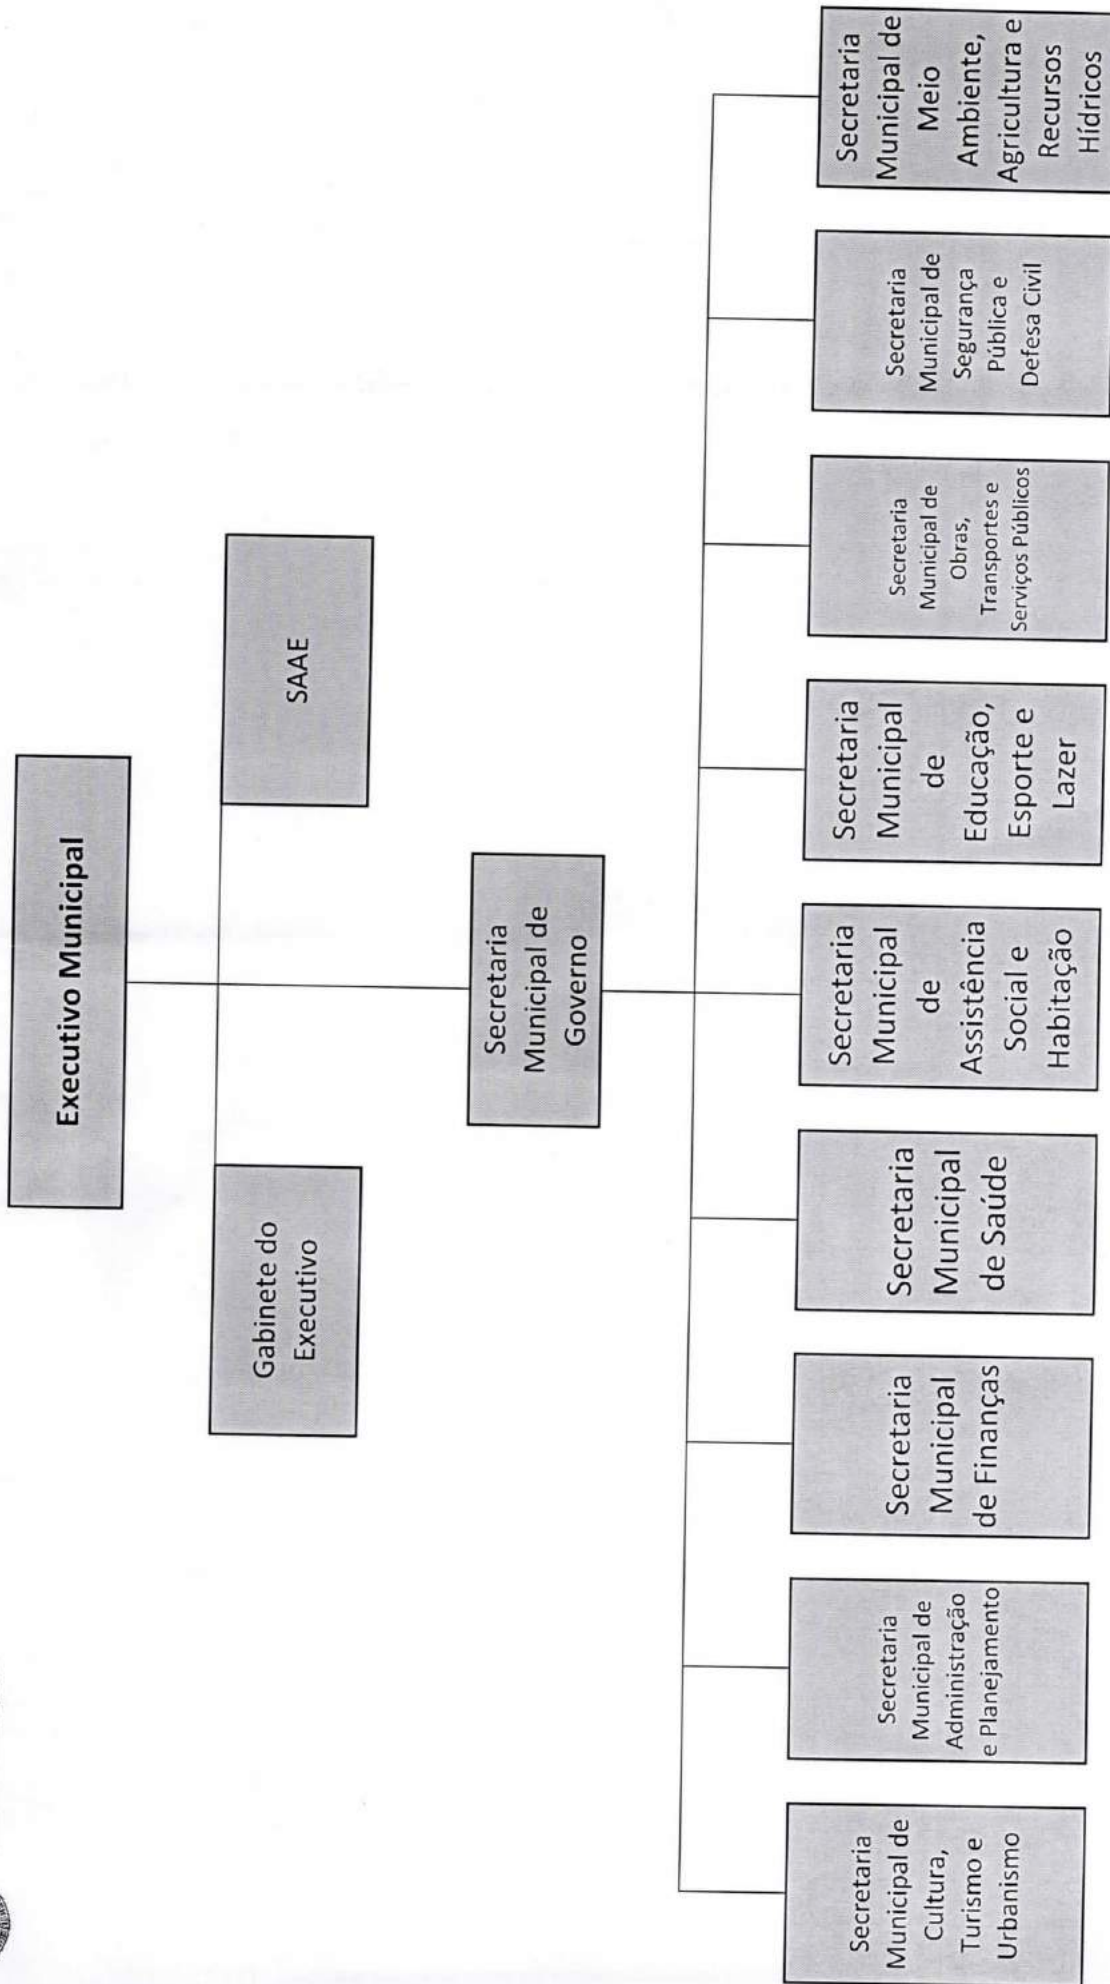 Executivo Municipal
Gabinete do
Executivo
SAAE
Secretaria
Municipal de
Governo
Secretaria
Municipal de
Cultura,
Turismo e
Urbanismo
Secretaria
Municipal de
Administração
e Planejamento
Secretaria
Municipal
de Finanças
Secretaria
Municipal
de Saúde
Secretaria
Municipal
de
Assistência
Social e
Habitação
Secretaria
Municipal
de
Educação,
Esporte e
Lazer
Secretaria
Municipal de
Obras,
Transportes e
Serviços Públicos
Secretaria
Municipal de
Segurança
Pública e
Defesa Civil
Secretaria
Municipal de
Meio
Ambiente,
Agricultura e
Recursos
Hídricos